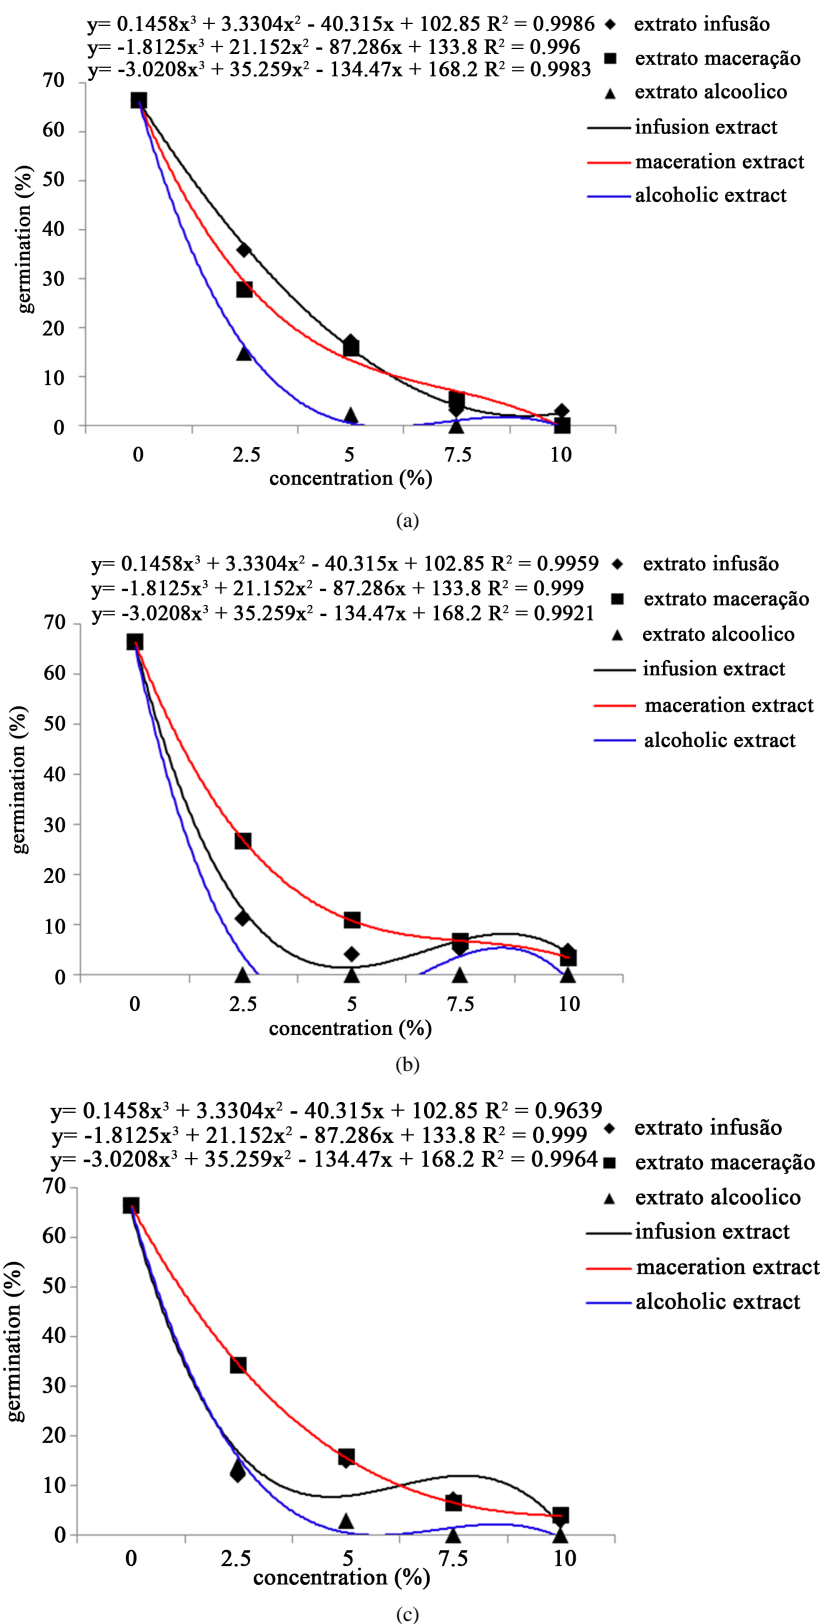 y= 0.1458x³ + 3.3304x² - 40.315x + 102.85 R² = 0.9986
y= -1.8125x³ + 21.152x² - 87.286x + 133.8 R² = 0.996
y= -3.0208x³ + 35.259x² - 134.47x + 168.2 R² = 0.9983
extrato infusão
extrato maceração
extrato alcoolico
infusion extract
maceration extract
alcoholic extract
germination (%)
70
60
50
40
30
20
10
0
0 2.5 5 7.5 10
concentration (%)
(a)
y= 0.1458x³ + 3.3304x² - 40.315x + 102.85 R² = 0.9959
y= -1.8125x³ + 21.152x² - 87.286x + 133.8 R² = 0.999
y= -3.0208x³ + 35.259x² - 134.47x + 168.2 R² = 0.9921
extrato infusão
extrato maceração
extrato alcoolico
infusion extract
maceration extract
alcoholic extract
germination (%)
70
60
50
40
30
20
10
0
0 2.5 5 7.5 10
concentration (%)
(b)
y= 0.1458x³ + 3.3304x² - 40.315x + 102.85 R² = 0.9639
y= -1.8125x³ + 21.152x² - 87.286x + 133.8 R² = 0.999
y= -3.0208x³ + 35.259x² - 134.47x + 168.2 R² = 0.9964
extrato infusão
extrato maceração
extrato alcoolico
infusion extract
maceration extract
alcoholic extract
germination (%)
70
60
50
40
30
20
10
0
0 2.5 5 7.5 10
concentration (%)
(c)